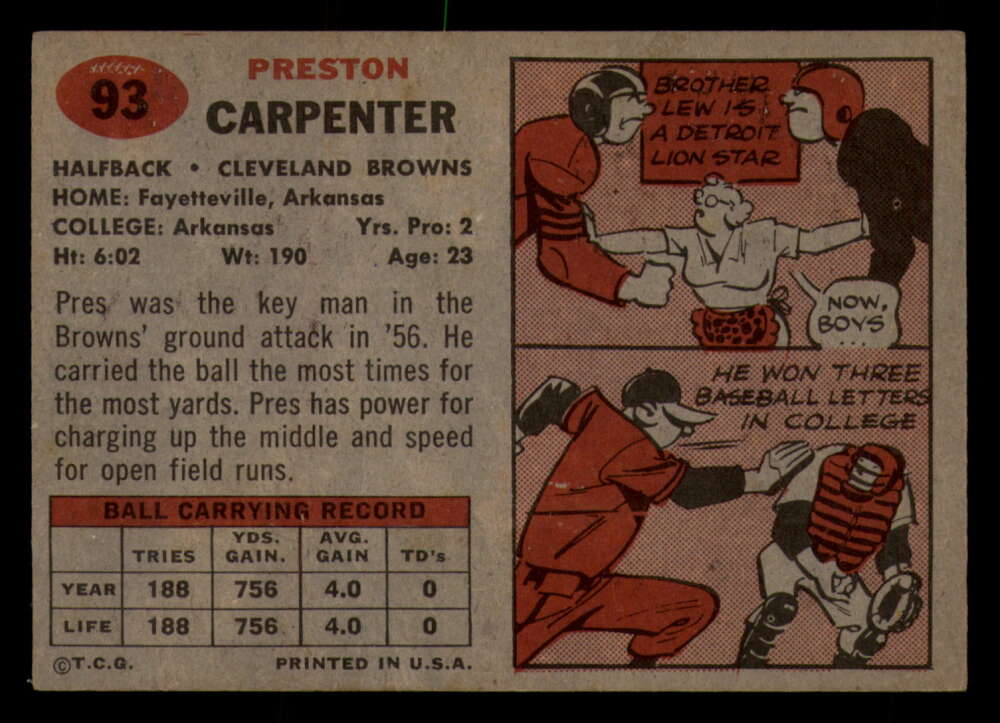 93
PRESTON
CARPENTER
HALFBACK • CLEVELAND BROWNS
HOME: Fayetteville, Arkansas
COLLEGE: Arkansas Yrs. Pro: 2
Ht: 6:02 Wt: 190 Age: 23
Pres was the key man in the
Browns' ground attack in '56. He
carried the ball the most times for
the most yards. Pres has power for
charging up the middle and speed
for open field runs.
BALL CARRYING RECORD
TRIES YDS. GAIN. AVG. GAIN TD's
YEAR 188 756 4.0 0
LIFE 188 756 4.0 0
©T.C.G. PRINTED IN U.S.A.
BROTHER
LEW IS
A DETROIT
LION STAR
NOW,
BOYS
HE WON THREE
BASEBALL LETTERS
IN COLLEGE